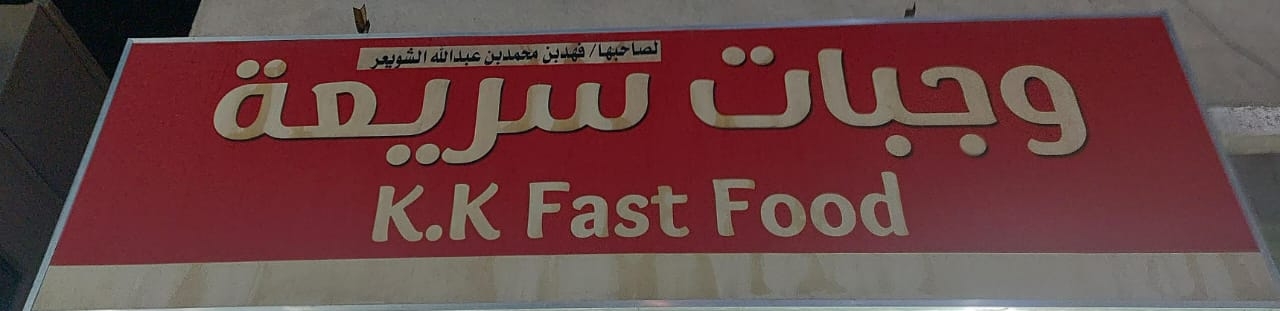 لصاحبها/ فهدبن محمدبن عبدالله الشويعر
وجبات سريعة
K.K Fast Food